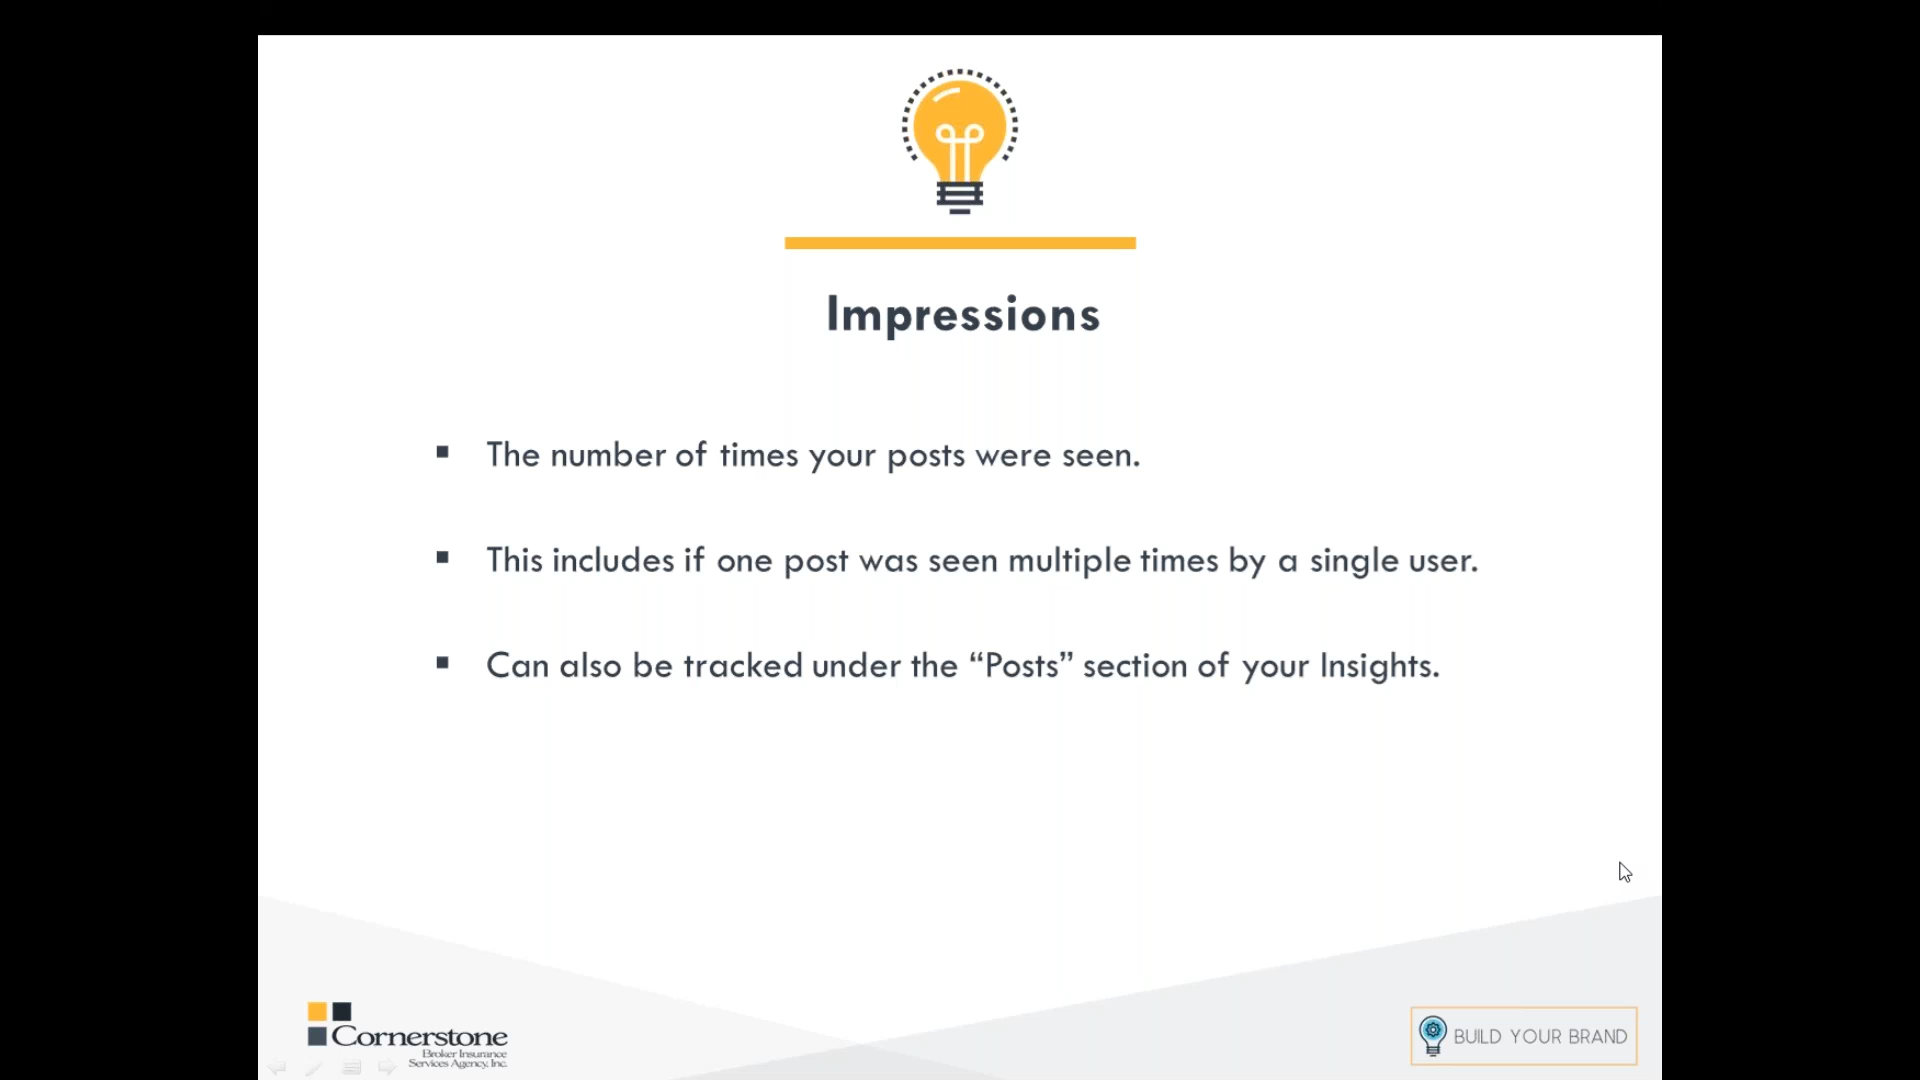 Impressions
▪ The number of times your posts were seen.
▪ This includes if one post was seen multiple times by a single user.
▪ Can also be tracked under the “Posts” section of your Insights.
Cornerstone
Broker Insurance
Services Agency, Inc.
BUILD YOUR BRAND